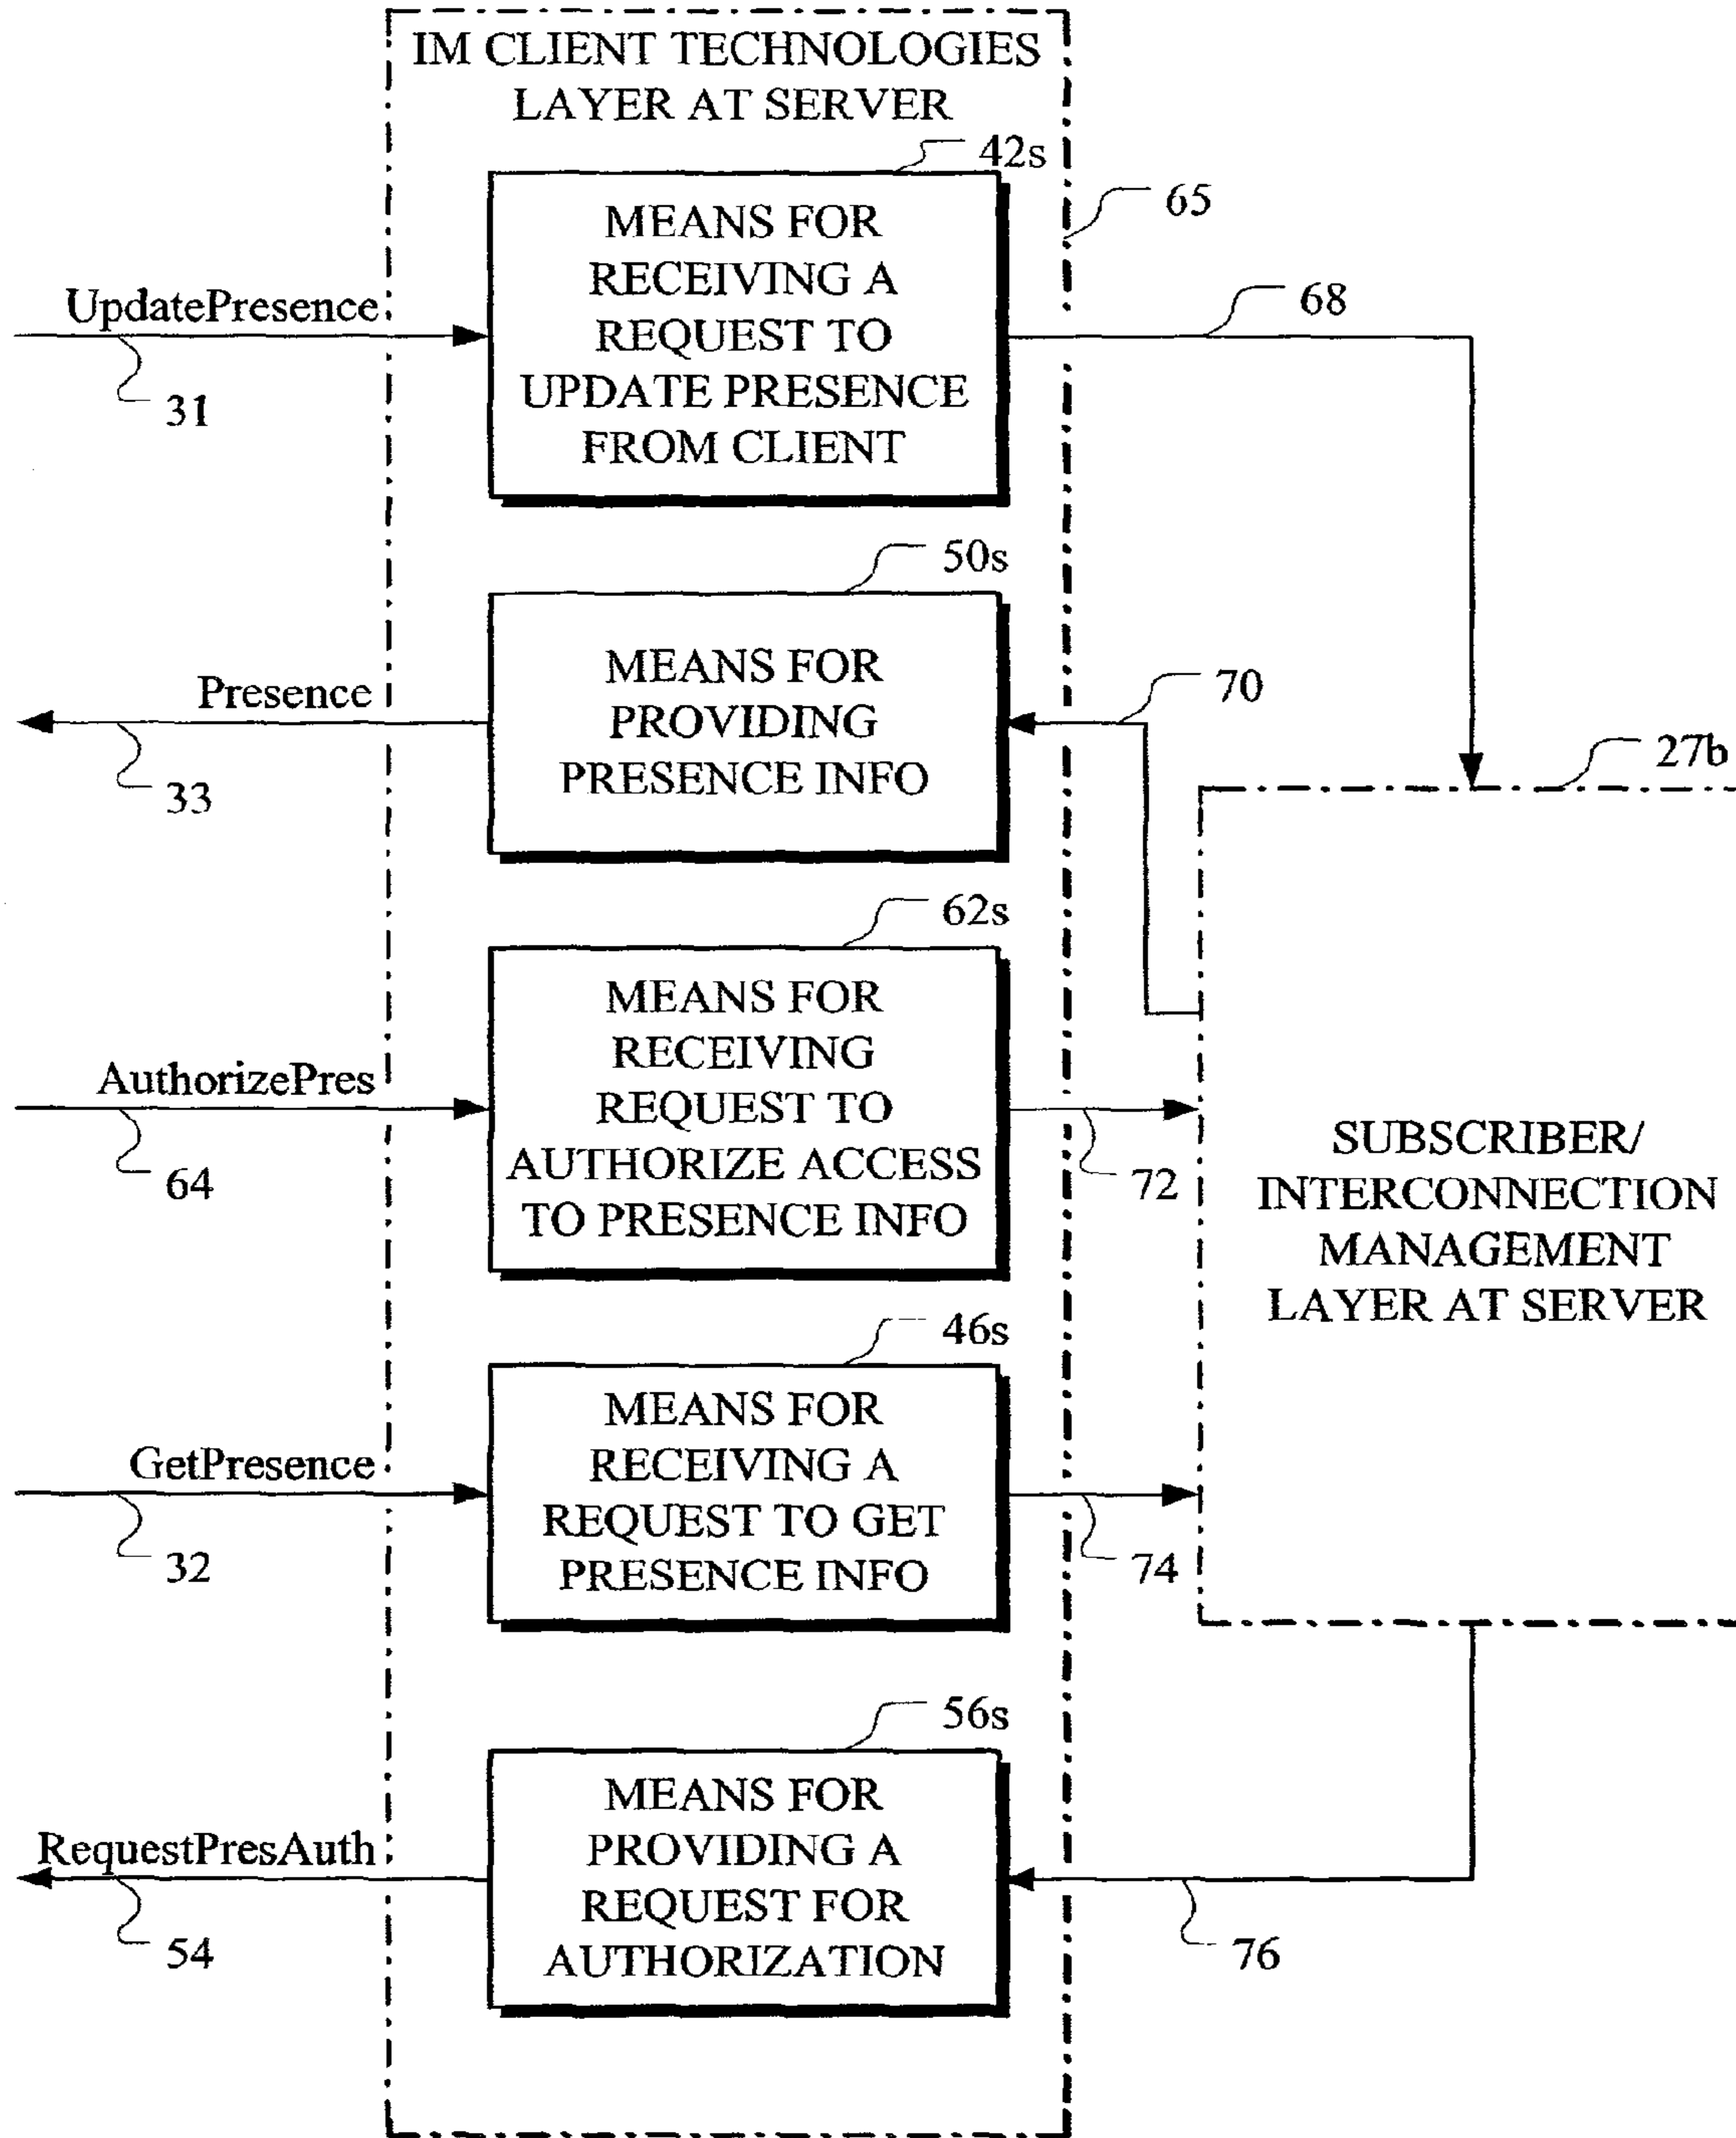 IM CLIENT TECHNOLOGIES
LAYER AT SERVER
42s
65
MEANS FOR
RECEIVING A
REQUEST TO
UPDATE PRESENCE
FROM CLIENT
UpdatePresence
31
68
50s
MEANS FOR
PROVIDING
PRESENCE INFO
Presence
33
70
27b
62s
MEANS FOR
RECEIVING
REQUEST TO
AUTHORIZE ACCESS
TO PRESENCE INFO
AuthorizePres
64
72
SUBSCRIBER/
INTERCONNECTION
MANAGEMENT
LAYER AT SERVER
46s
MEANS FOR
RECEIVING A
REQUEST TO GET
PRESENCE INFO
GetPresence
32
74
56s
MEANS FOR
PROVIDING A
REQUEST FOR
AUTHORIZATION
RequestPresAuth
54
76